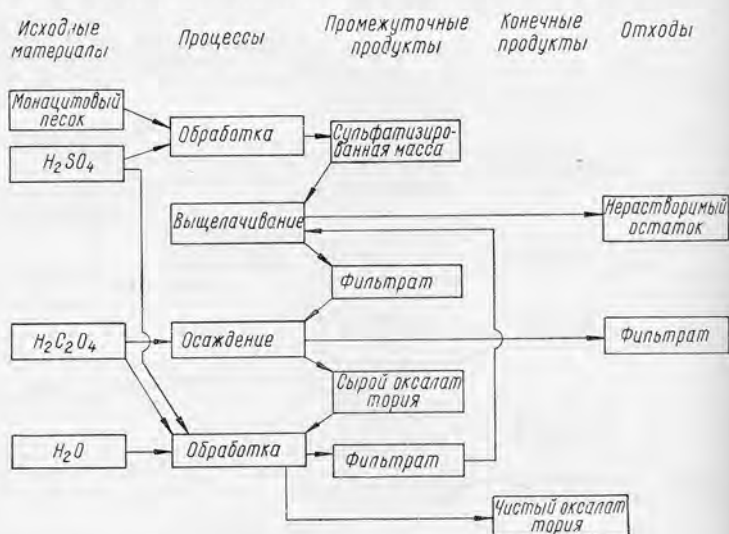 Исходные
материалы
Процессы
Промежуточные
продукты
Конечные
продукты
Отходы
Монацитовый
песок
Обработка
Сульфатизиро-
ванная масса
H₂SO₄
Выщелачивание
Нерастворимый
остаток
Фильтрат
H₂C₂O₄
Осаждение
Фильтрат
Сырой оксалат
тория
H₂O
Обработка
Фильтрат
Чистый оксалат
тория